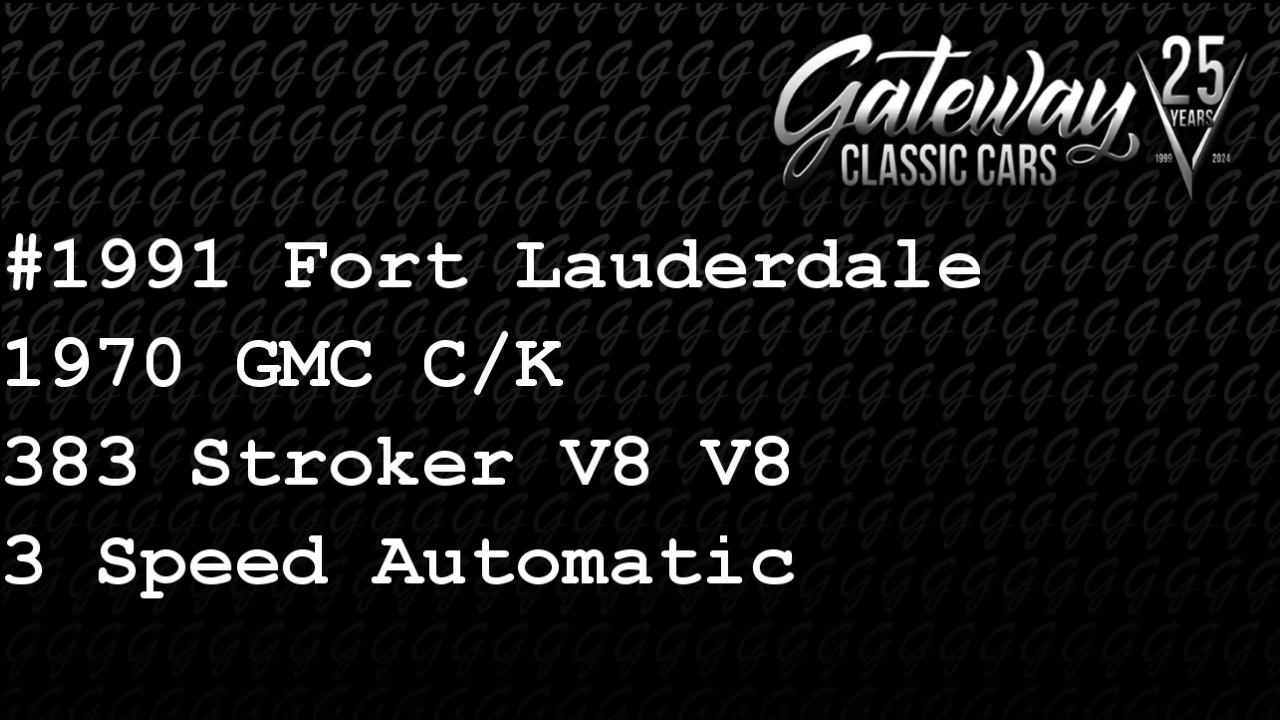 Gateway
CLASSIC CARS
25
YEARS
1999 2024
#1991 Fort Lauderdale
1970 GMC C/K
383 Stroker V8 V8
3 Speed Automatic